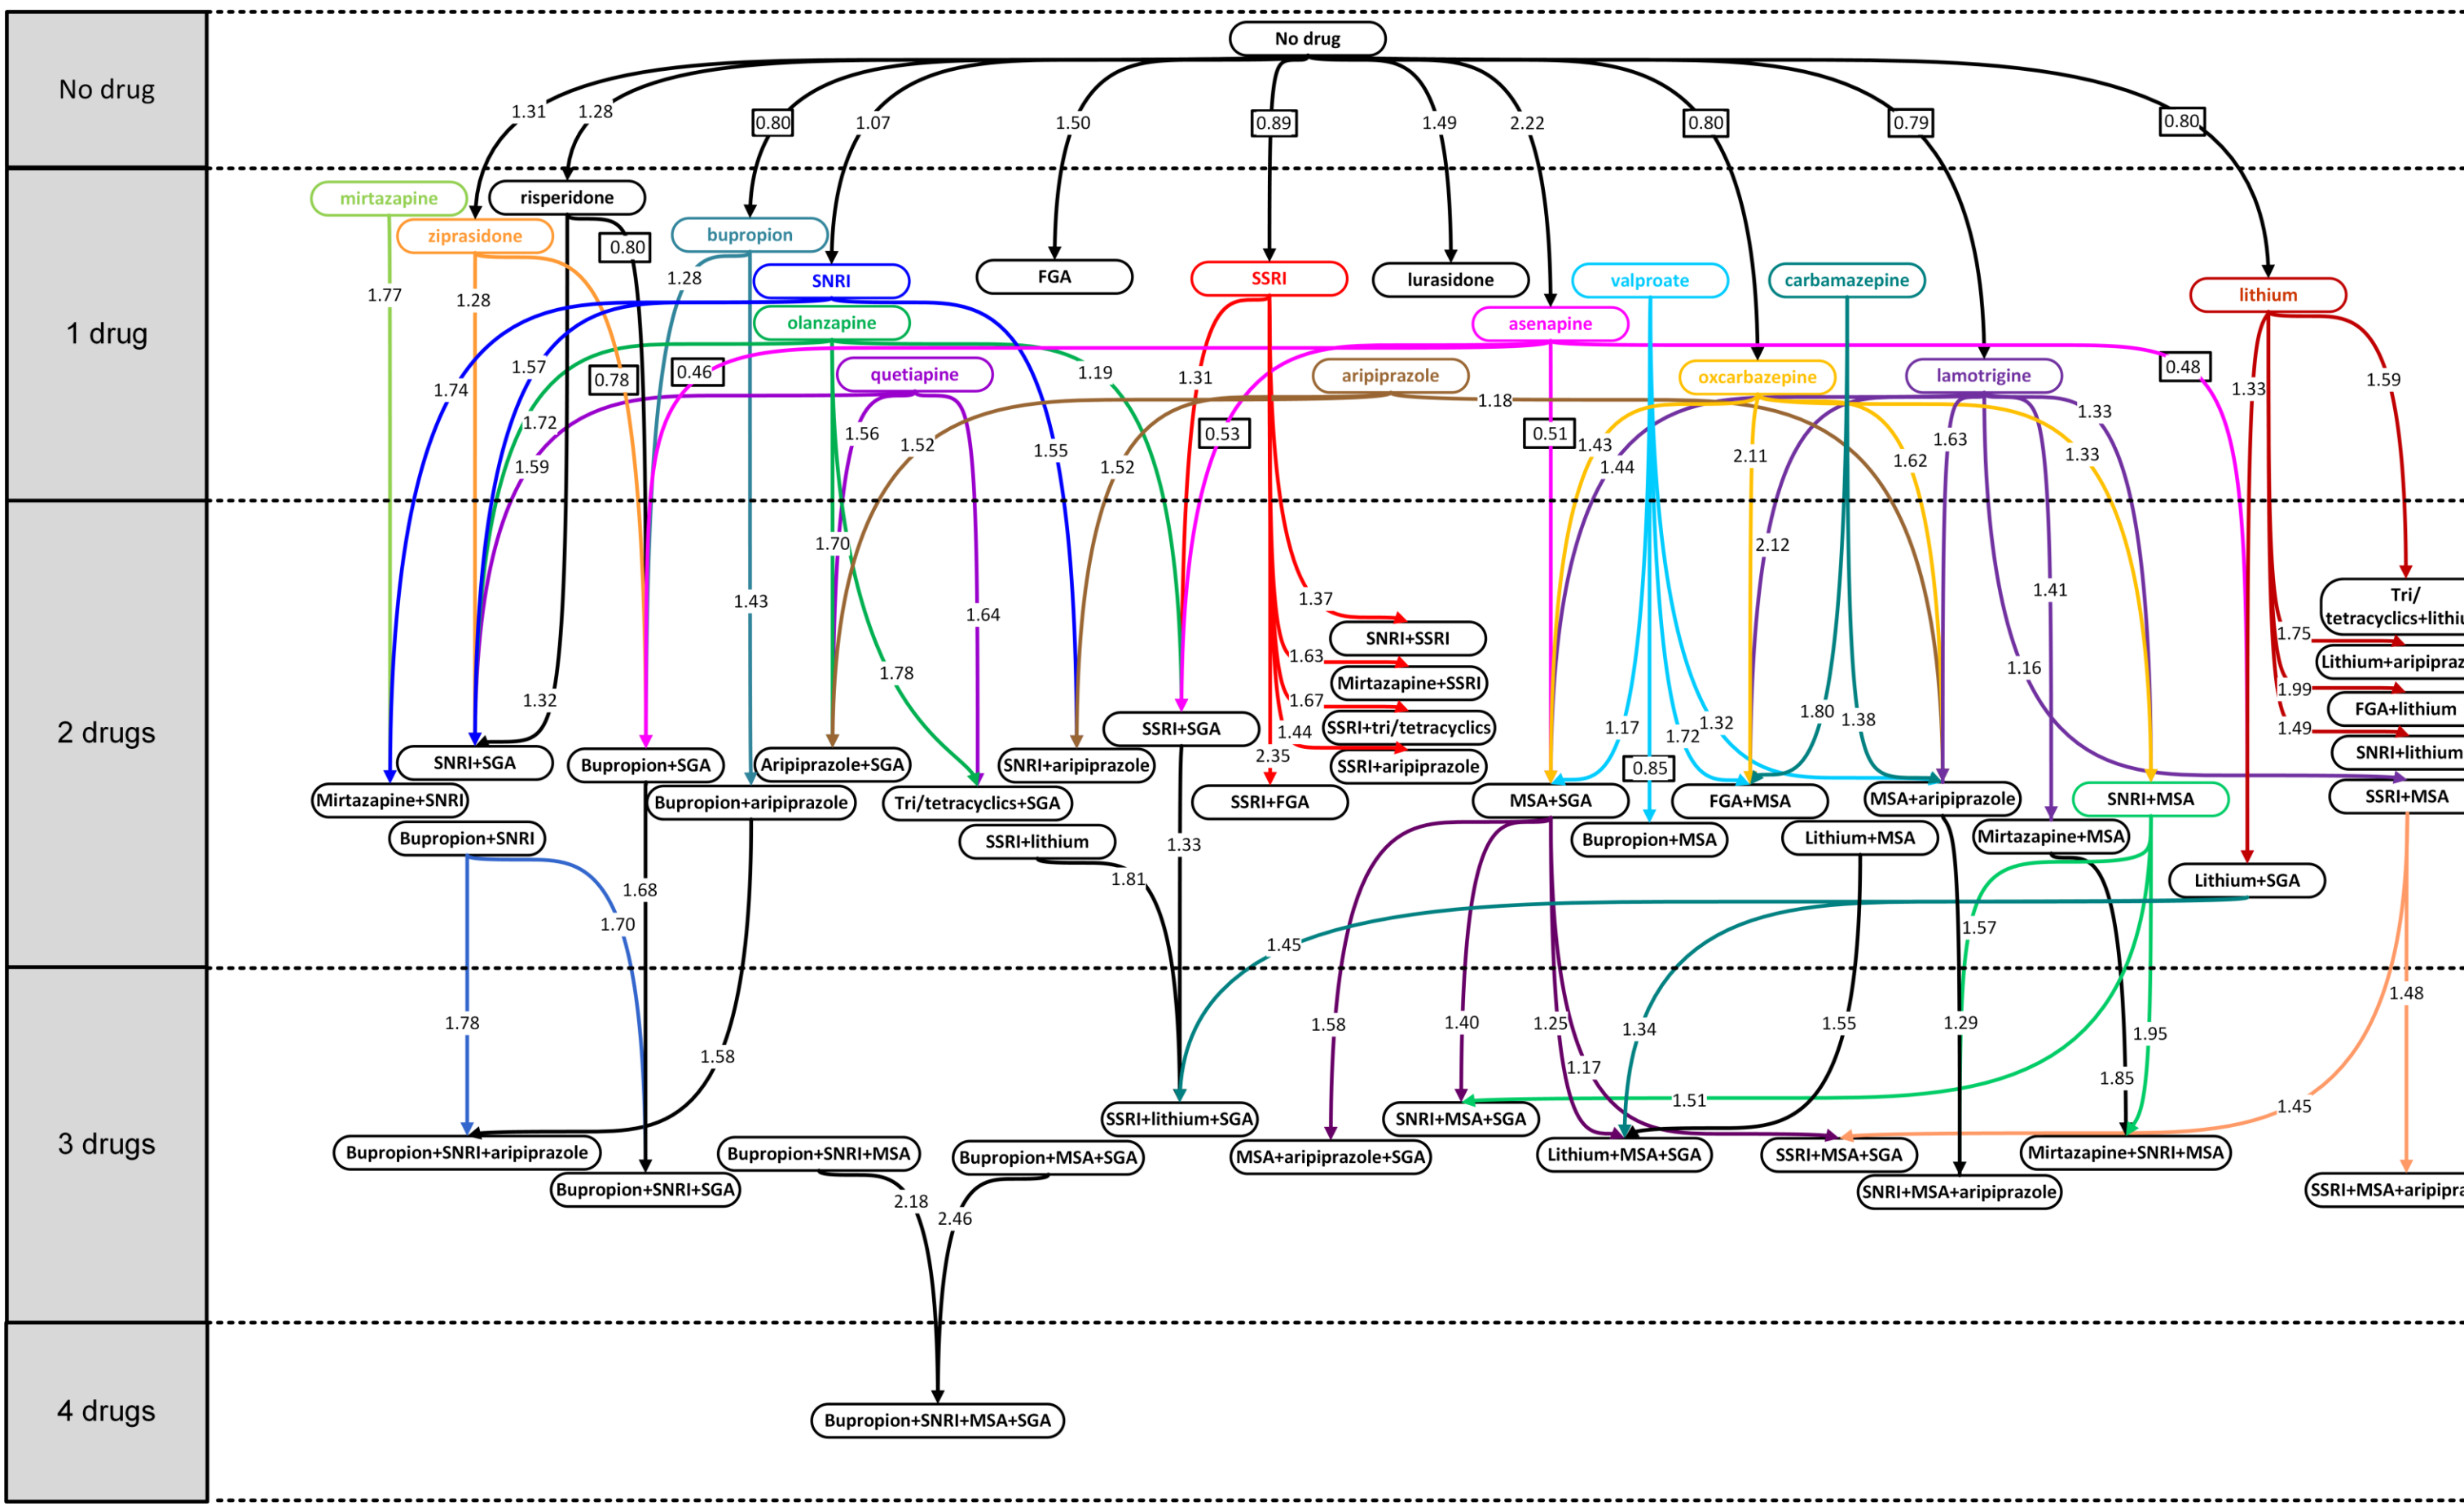 No drug
No drug
1.31
1.28
0.80
1.07
1.50
0.89
1.49
2.22
0.80
0.79
0.80
1 drug
mirtazapine
risperidone
ziprasidone
bupropion
SNRI
FGA
SSRI
lurasidone
valproate
carbamazepine
lithium
olanzapine
asenapine
quetiapine
aripiprazole
oxcarbazepine
lamotrigine
0.80
1.77
1.28
1.28
1.74
1.57
0.78
0.46
1.19
1.31
1.18
0.48
1.33
1.59
1.72
1.59
1.56
1.52
1.55
1.52
0.53
0.51
1.43
1.44
2.11
1.62
1.63
1.33
1.33
2 drugs
1.70
2.12
1.43
1.64
1.37
1.41
1.16
1.78
1.32
1.63
1.67
1.44
2.35
1.17
0.85
1.72
1.32
1.80
1.38
1.75
1.99
1.49
Tri/
tetracyclics+lithiu
Lithium+aripipraz
FGA+lithium
SNRI+lithium
SSRI+MSA
SNRI+SSRI
Mirtazapine+SSRI
SSRI+tri/tetracyclics
SSRI+aripiprazole
SSRI+FGA
SSRI+SGA
SNRI+SGA
Bupropion+SGA
Aripiprazole+SGA
SNRI+aripiprazole
Mirtazapine+SNRI
Bupropion+aripiprazole
Tri/tetracyclics+SGA
MSA+SGA
FGA+MSA
MSA+aripiprazole
SNRI+MSA
Bupropion+SNRI
SSRI+lithium
Bupropion+MSA
Lithium+MSA
Mirtazapine+MSA
Lithium+SGA
1.33
1.81
1.68
1.70
1.57
1.45
3 drugs
1.78
1.58
1.58
1.40
1.25
1.17
1.34
1.55
1.29
1.95
1.85
1.48
1.51
1.45
SSRI+lithium+SGA
SNRI+MSA+SGA
Bupropion+SNRI+aripiprazole
Bupropion+SNRI+MSA
Bupropion+MSA+SGA
MSA+aripiprazole+SGA
Lithium+MSA+SGA
SSRI+MSA+SGA
Mirtazapine+SNRI+MSA
Bupropion+SNRI+SGA
SNRI+MSA+aripiprazole
SSRI+MSA+aripipra
2.18
2.46
4 drugs
Bupropion+SNRI+MSA+SGA